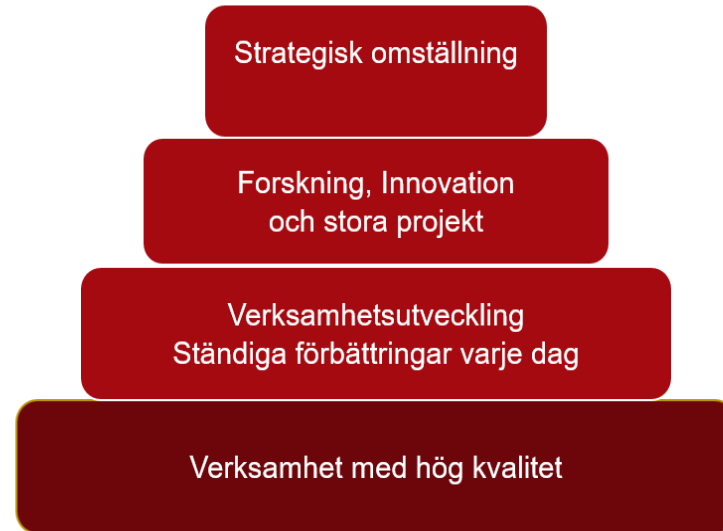 Strategisk omställning
Forskning, Innovation
och stora projekt
Verksamhetsutveckling
Ständiga förbättringar varje dag
Verksamhet med hög kvalitet